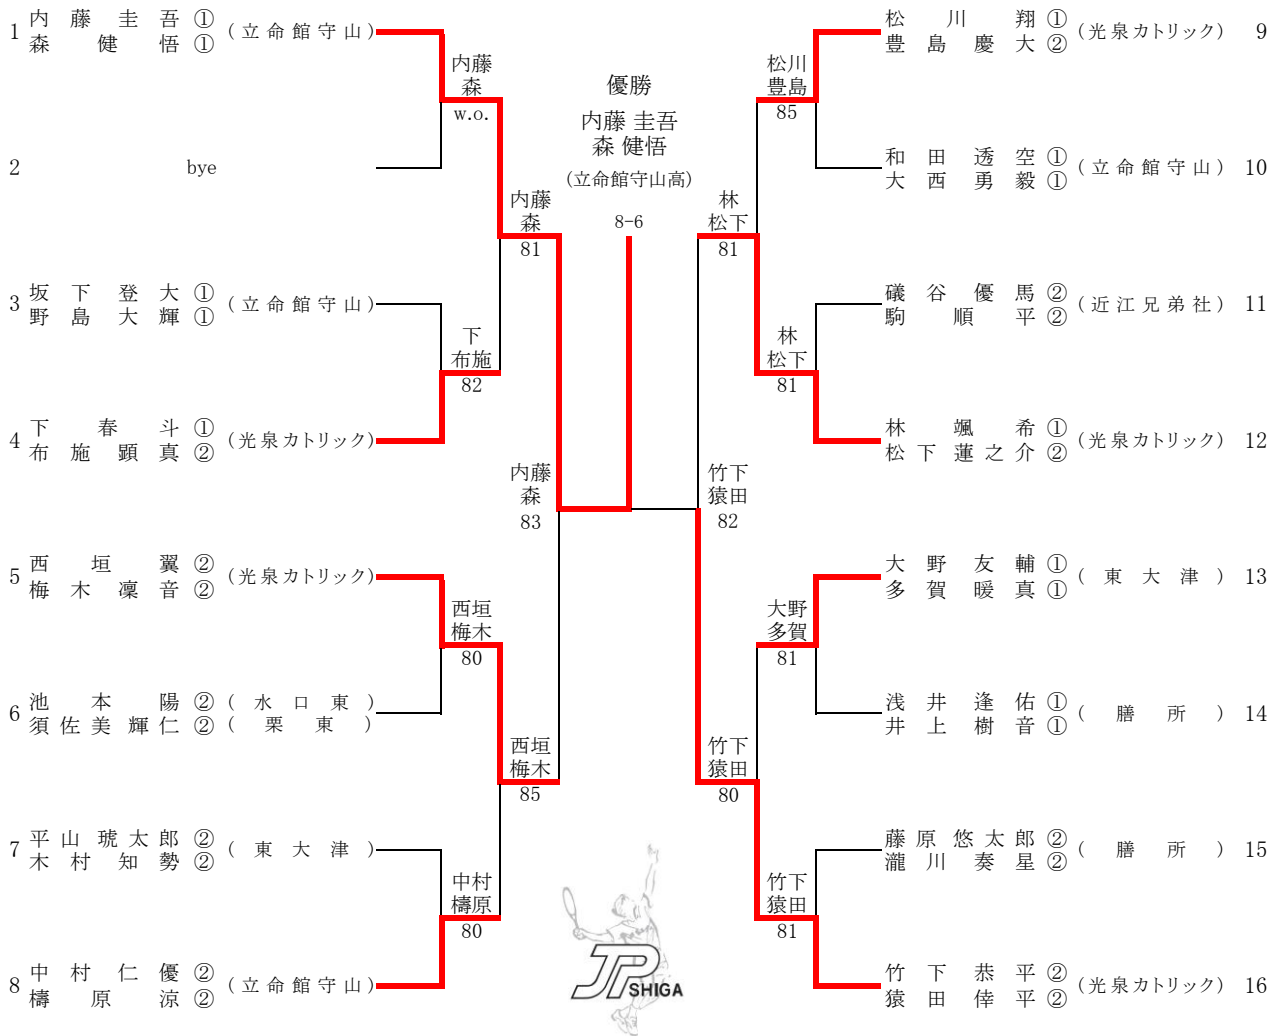 1 内藤圭吾① (立命館守山)
森健悟①
内藤
森
w.o.
2 bye
内藤
森
81
3 坂下登大① (立命館守山)
野島大輝①
下
布施
82
4 下春斗① (光泉カトリック)
布施顕真②
内藤
森
83
5 西垣翼② (光泉カトリック)
梅木凜音②
西垣
梅木
80
6 池本陽② (水口東)
須佐美輝仁② (栗東)
西垣
梅木
85
7 平山琥太郎② (東大津)
木村知勢②
中村
檮原
80
8 中村仁優② (立命館守山)
檮原涼②
優勝
内藤 圭吾
森 健悟
(立命館守山高)
8-6
松川翔① (光泉カトリック) 9
豊島慶大②
松川
豊島
85
和田透空① (立命館守山) 10
大西勇毅①
林
松下
81
礒谷優馬② (近江兄弟社) 11
駒順平②
林
松下
81
林颯希① (光泉カトリック) 12
松下蓮之介②
竹下
猿田
82
大野友輔① (東大津) 13
多賀暖真①
大野
多賀
81
浅井逢佑① (膳所) 14
井上樹音①
竹下
猿田
80
藤原悠太郎② (膳所) 15
瀧川奏星②
竹下
猿田
81
竹下恭平② (光泉カトリック) 16
猿田倖平②
JP
SHIGA